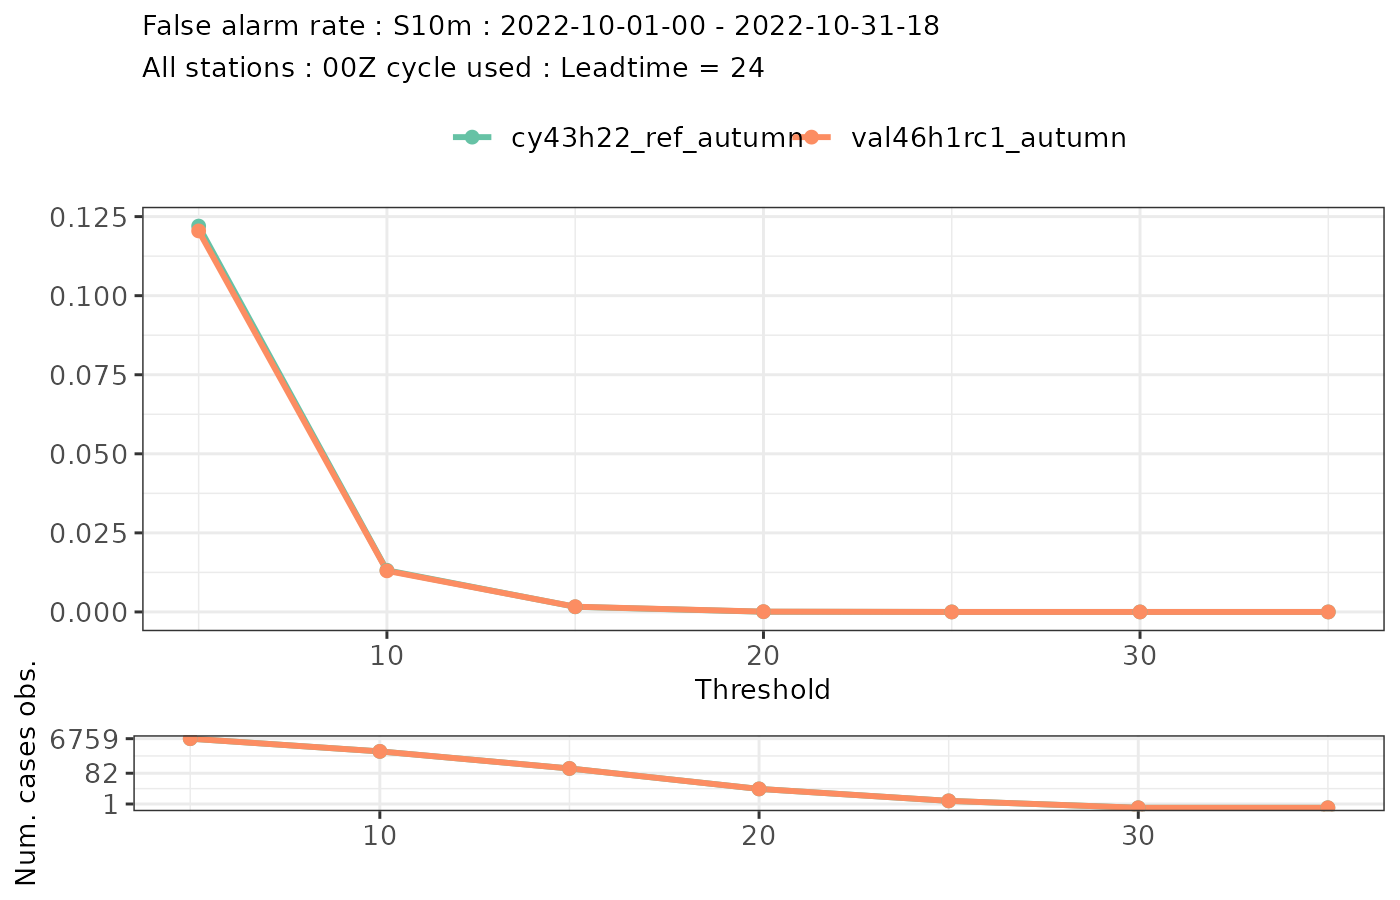 False alarm rate : S10m : 2022-10-01-00 - 2022-10-31-18
All stations : 00Z cycle used : Leadtime = 24
cy43h22_ref_autumn val46h1rc1_autumn
0.125
0.100
0.075
0.050
0.025
0.000
10 20 30
Threshold
Num. cases obs.
6759
82
1
10 20 30